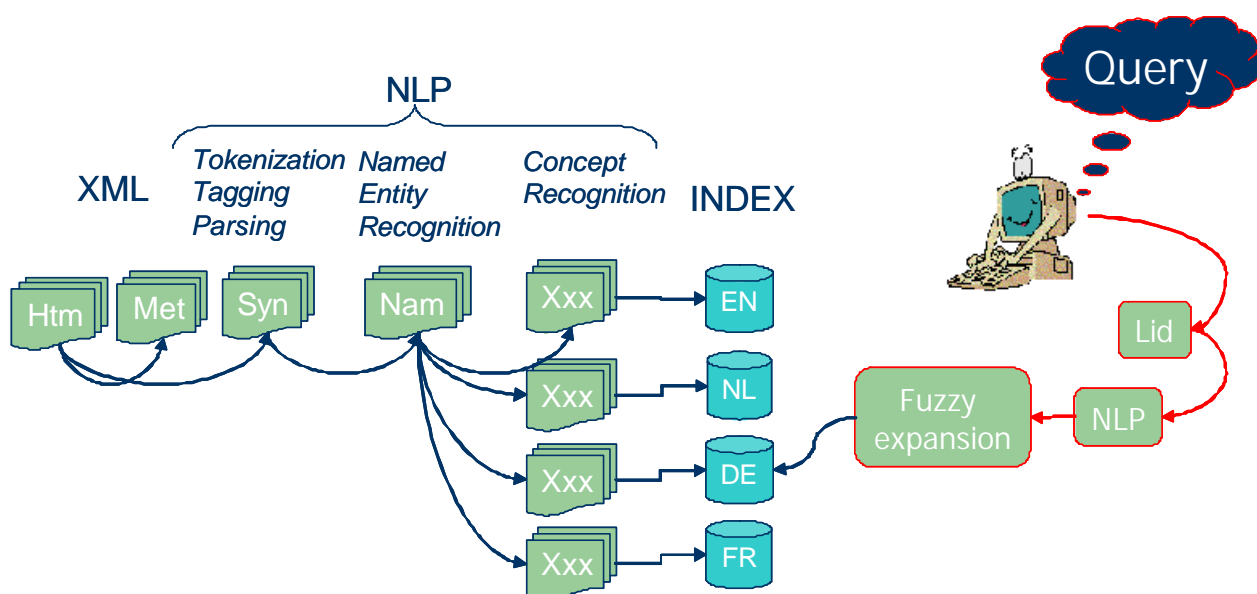 Query
NLP
Tokenization
Tagging
Parsing
Named
Entity
Recognition
Concept
Recognition
XML
INDEX
Htm
Met
Syn
Nam
Xxx
EN
Lid
Xxx
NL
Fuzzy
expansion
NLP
Xxx
DE
Xxx
FR